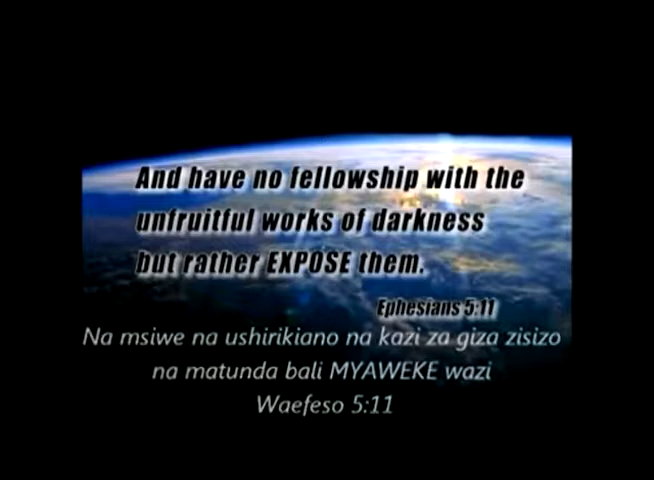 And have no fellowship with the
unfruitful works of darkness
but rather EXPOSE them.
Ephesians 5:11
Na msiwe na ushirikiano na kazi za giza zisizo
na matunda bali MYAWEKE wazi
Waefeso 5:11